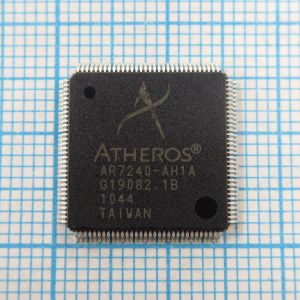 ATHEROS®
AR7240-AH1A
G19082.1B
1044
TAIWAN